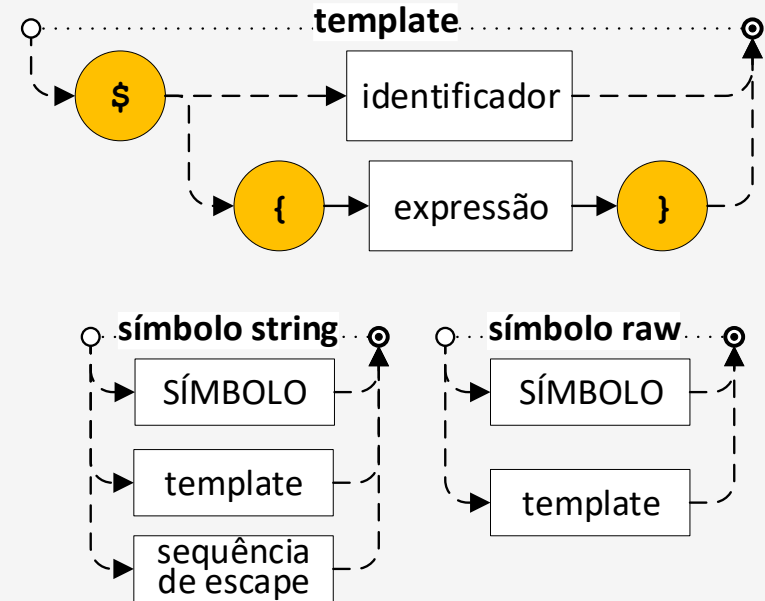 template
$ identificador
{ expressão }
símbolo string símbolo raw
SÍMBOLO SÍMBOLO
template template
sequência
de escape